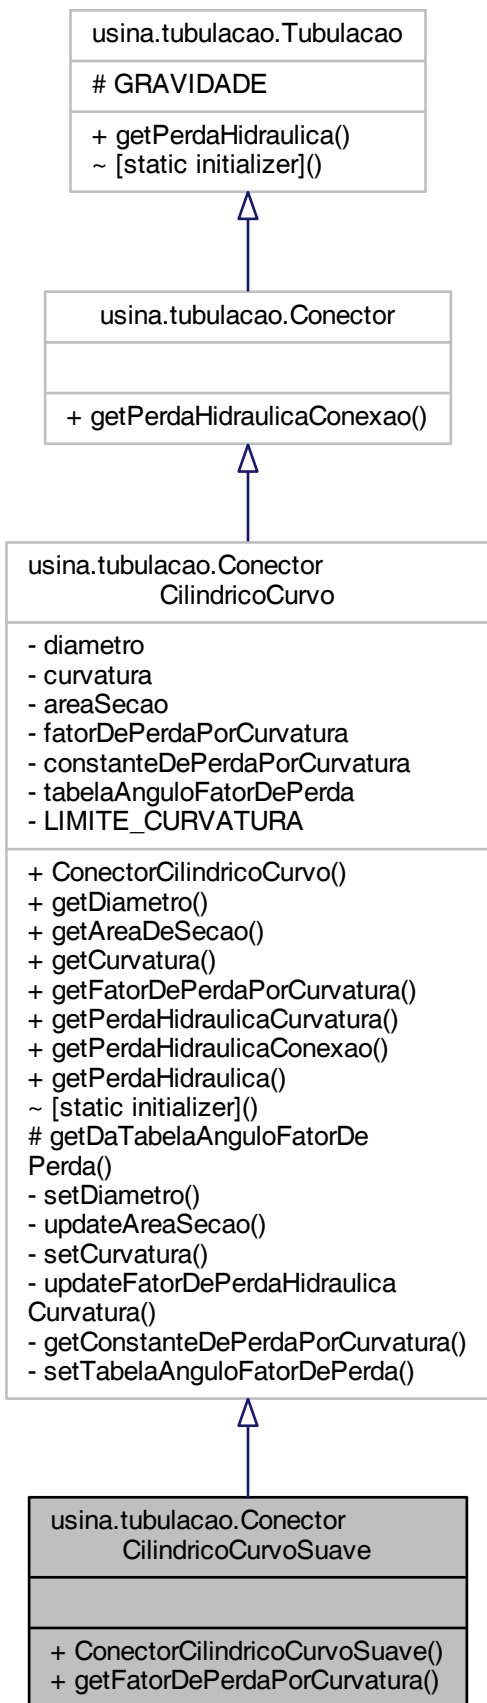 usina.tubulacao.Tubulacao
# GRAVIDADE
+ getPerdaHidraulica()
~ [static initializer]()
usina.tubulacao.Conector
+ getPerdaHidraulicaConexao()
usina.tubulacao.Conector
CilindricoCurvo
- diametro
- curvatura
- areaSecao
- fatorDePerdaPorCurvatura
- constanteDePerdaPorCurvatura
- tabelaAnguloFatorDePerda
- LIMITE_CURVATURA
+ ConectorCilindricoCurvo()
+ getDiametro()
+ getAreaDeSecao()
+ getCurvatura()
+ getFatorDePerdaPorCurvatura()
+ getPerdaHidraulicaCurvatura()
+ getPerdaHidraulicaConexao()
+ getPerdaHidraulica()
~ [static initializer]()
# getDaTabelaAnguloFatorDe
Perda()
- setDiametro()
- updateAreaSecao()
- setCurvatura()
- updateFatorDePerdaHidraulica
Curvatura()
- getConstanteDePerdaPorCurvatura()
- setTabelaAnguloFatorDePerda()
usina.tubulacao.Conector
CilindricoCurvoSuave
+ ConectorCilindricoCurvoSuave()
+ getFatorDePerdaPorCurvatura()